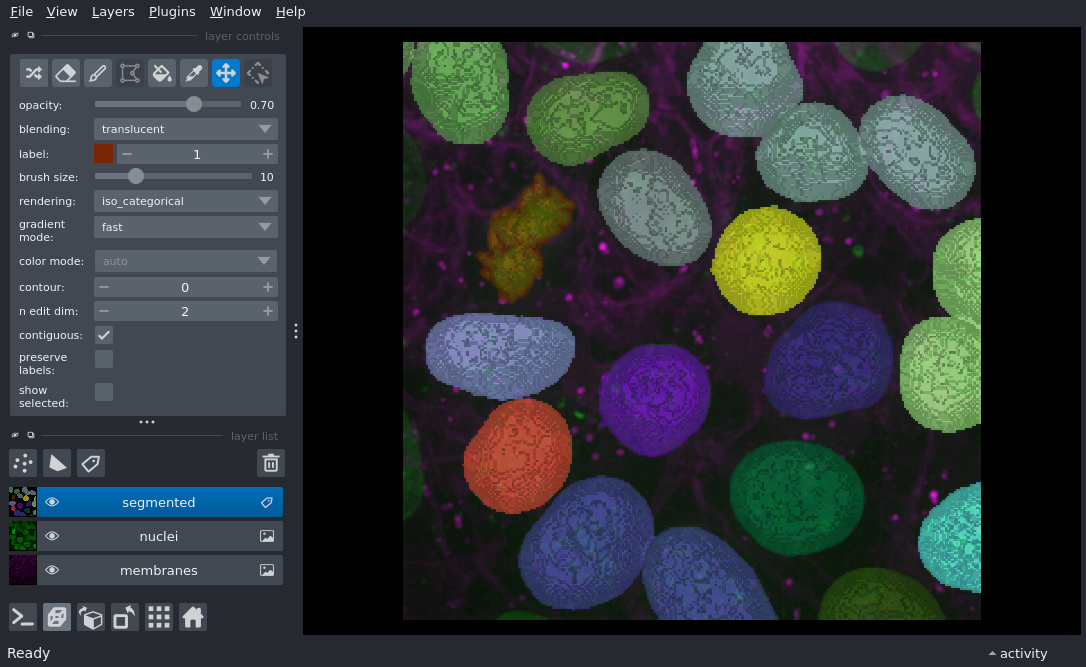 File View Layers Plugins Window Help
layer controls
opacity: 0.70
blending: translucent
label: 1
brush size: 10
rendering: iso_categorical
gradient
mode: fast
color mode: auto
contour: 0
n edit dim: 2
contiguous:
preserve
labels:
show
selected:
layer list
segmented
nuclei
membranes
Ready
activity